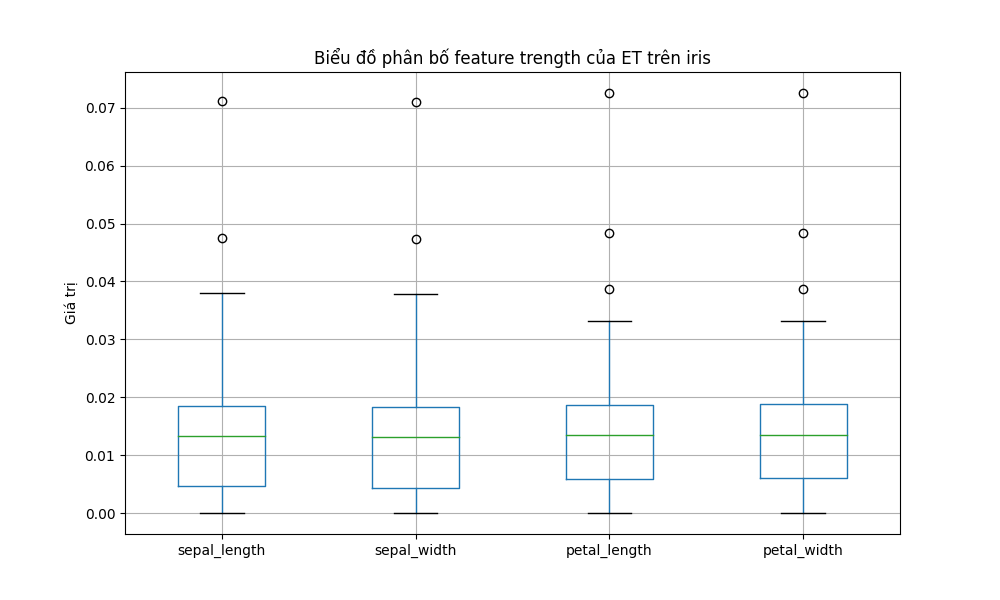 Biểu đồ phân bố feature trength của ET trên iris
Giá trị
0.07
0.06
0.05
0.04
0.03
0.02
0.01
0.00
sepal_length
sepal_width
petal_length
petal_width